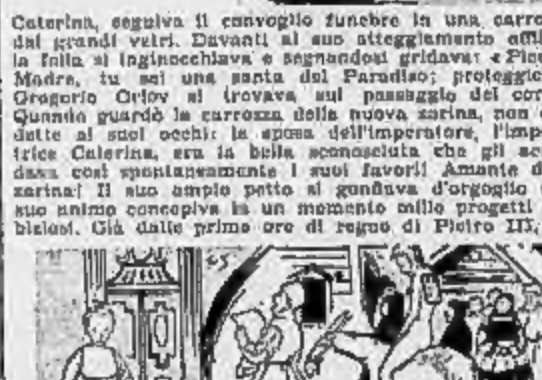 Caterina, seguiva il convoglio funebre in una carro
dai grandi vetri. Davanti al suo atteggiamento
la folla si inginocchiava e segnandosi gridava: « Picc
Madre, tu sei una santa del Paradiso; proteggic
Gregorio Orlov si trovava sul passaggio del cor
Quando guardò la carrozza della nuova zarina, non
dette ai suoi occhi: la sposa dell'imperatore, l'impe
trice Caterina, era la bella sconosciuta che gli acc
dava così spontaneamente i suoi favori! Amante d
zarina! Il suo ampio petto si gonfiava d'orgoglio
suo animo concepiva in un momento mille progetti
biziosi. Già dalle prime ore di regno di Pietro III,